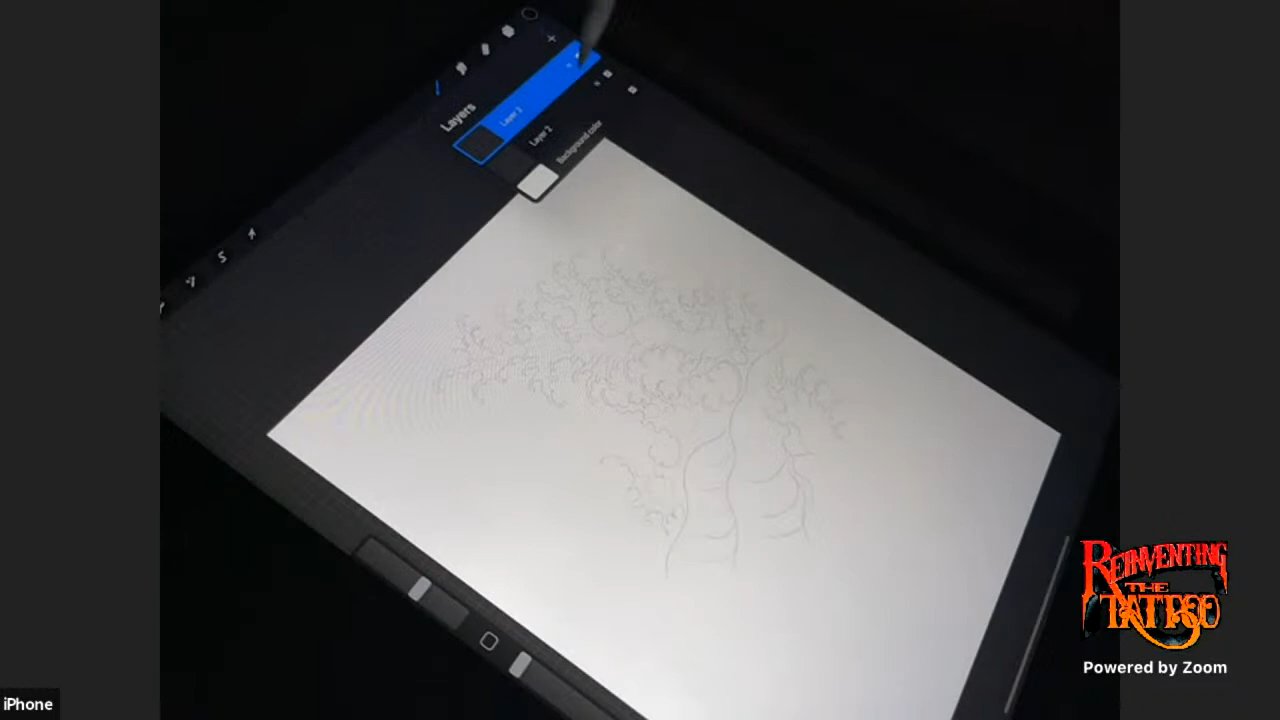 Layers
Layer 3
Layer 2
Background color
S
N
N
REINVENTING
THE
TATTOO
Powered by Zoom
iPhone